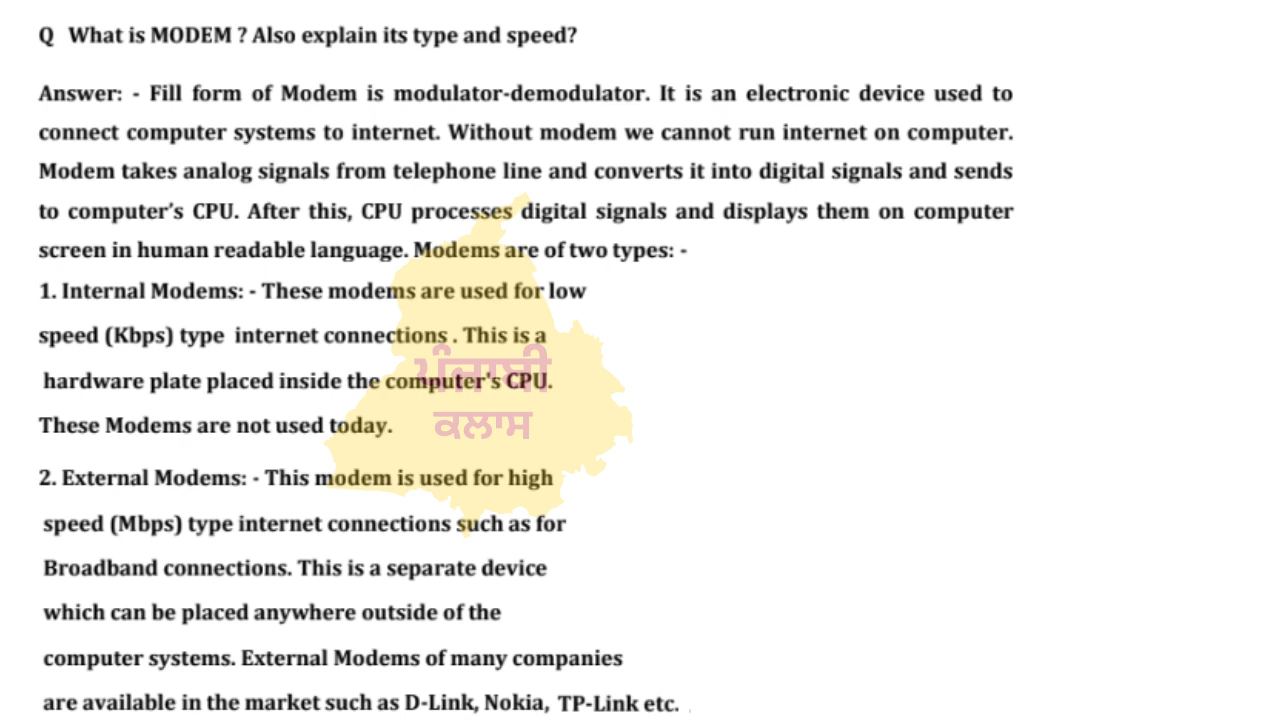 Q What is MODEM ? Also explain its type and speed?
Answer: - Fill form of Modem is modulator-demodulator. It is an electronic device used to
connect computer systems to internet. Without modem we cannot run internet on computer.
Modem takes analog signals from telephone line and converts it into digital signals and sends
to computer's CPU. After this, CPU processes digital signals and displays them on computer
screen in human readable language. Modems are of two types: -
1. Internal Modems: - These modems are used for low
speed (Kbps) type internet connections . This is a
hardware plate placed inside the computer's CPU.
These Modems are not used today.
2. External Modems: - This modem is used for high
speed (Mbps) type internet connections such as for
Broadband connections. This is a separate device
which can be placed anywhere outside of the
computer systems. External Modems of many companies
are available in the market such as D-Link, Nokia, TP-Link etc.
ਪੰਜਾਬੀ
ਕਲਾਸ